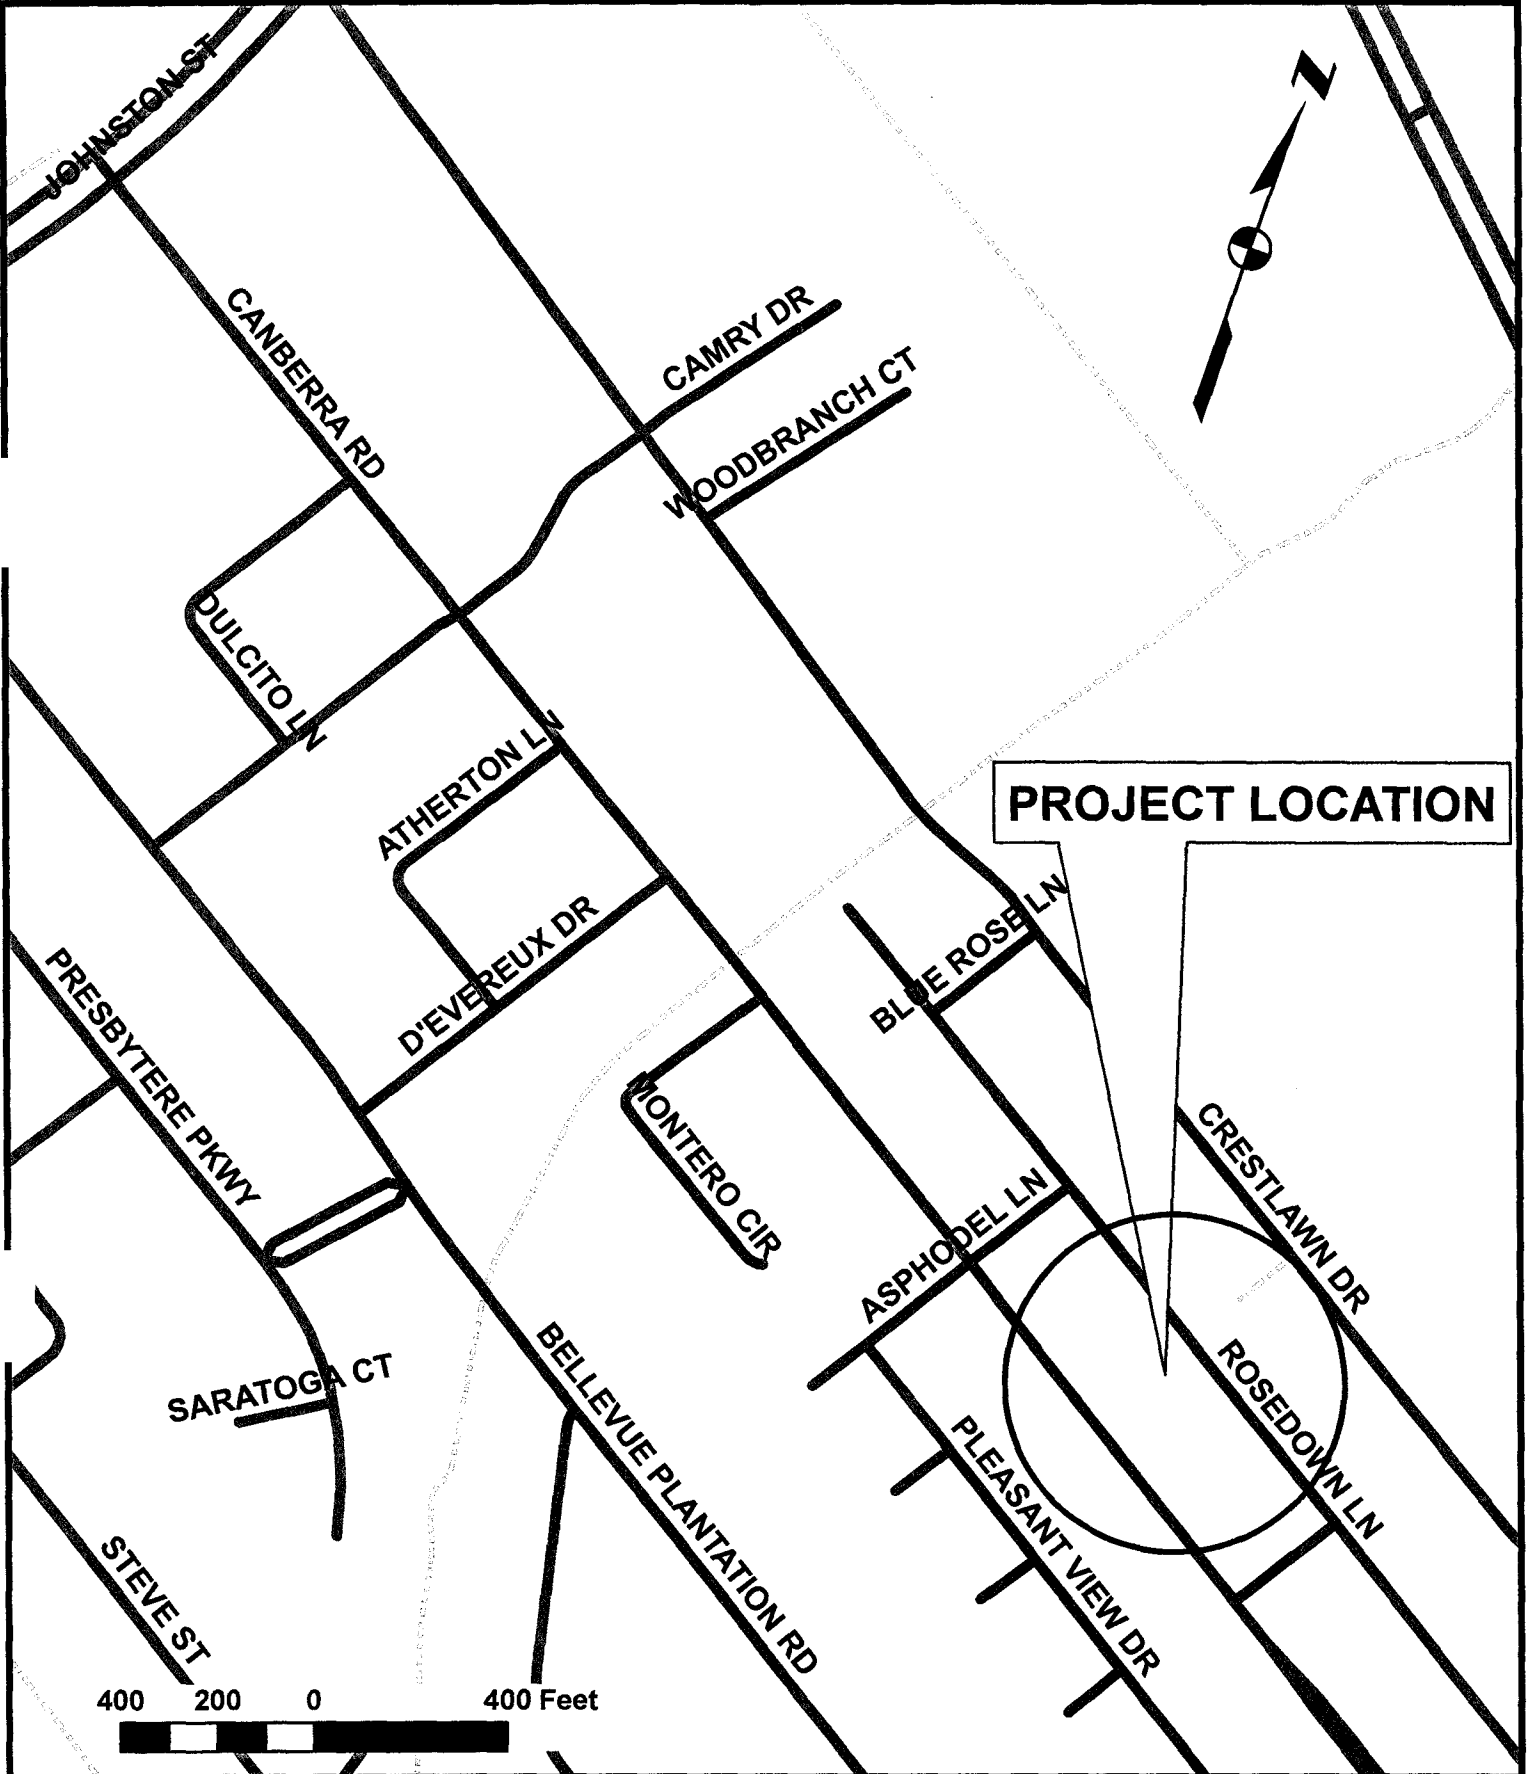 JOHNSTON ST
N
CANBERRA RD
CAMRY DR
WOODBRANCH CT
DULCITO LN
ATHERTON LN
PROJECT LOCATION
D'EVEREUX DR
BLUE ROSE LN
PRESBYTERE PKWY
MONTERO CIR
CRESTLAWN DR
ASPHODEL LN
SARATOGA CT
BELLEVUE PLANTATION RD
ROSEDOWN LN
PLEASANT VIEW DR
STEVE ST
400 200 0 400 Feet